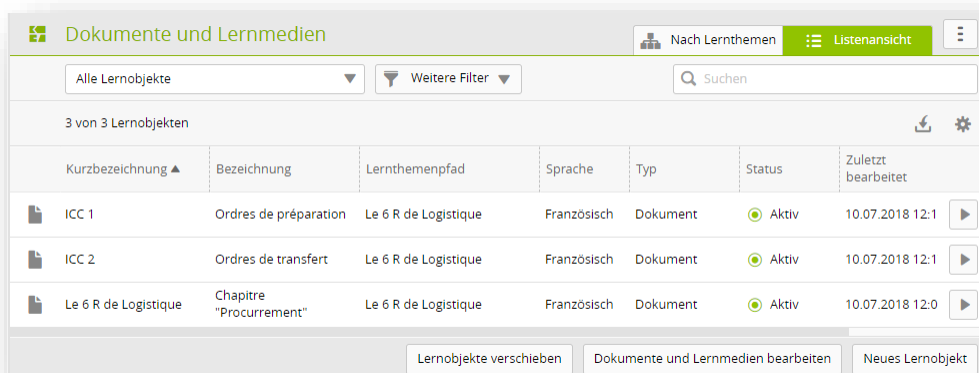 Dokumente und Lernmedien
Nach Lernthemen
Listenansicht
Alle Lernobjekte
Weitere Filter
Suchen
3 von 3 Lernobjekten
Kurzbezeichnung Bezeichnung Lernthemenpfad Sprache Typ Status Zuletzt
bearbeitet
ICC 1 Ordres de préparation Le 6 R de Logistique Französisch Dokument Aktiv 10.07.2018 12:1
ICC 2 Ordres de transfert Le 6 R de Logistique Französisch Dokument Aktiv 10.07.2018 12:1
Le 6 R de Logistique Chapitre
"Procurrement" Le 6 R de Logistique Französisch Dokument Aktiv 10.07.2018 12:0
Lernobjekte verschieben Dokumente und Lernmedien bearbeiten Neues Lernobjekt